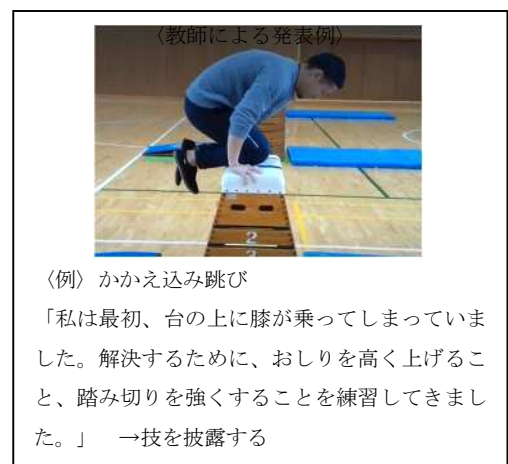 〈教師による発表例〉
2
〈例〉かかえ込み跳び
「私は最初、台の上に膝が乗ってしまっていま
した。解決するために、おしりを高く上げるこ
と、踏み切りを強くすることを練習してきまし
た。」　→技を披露する